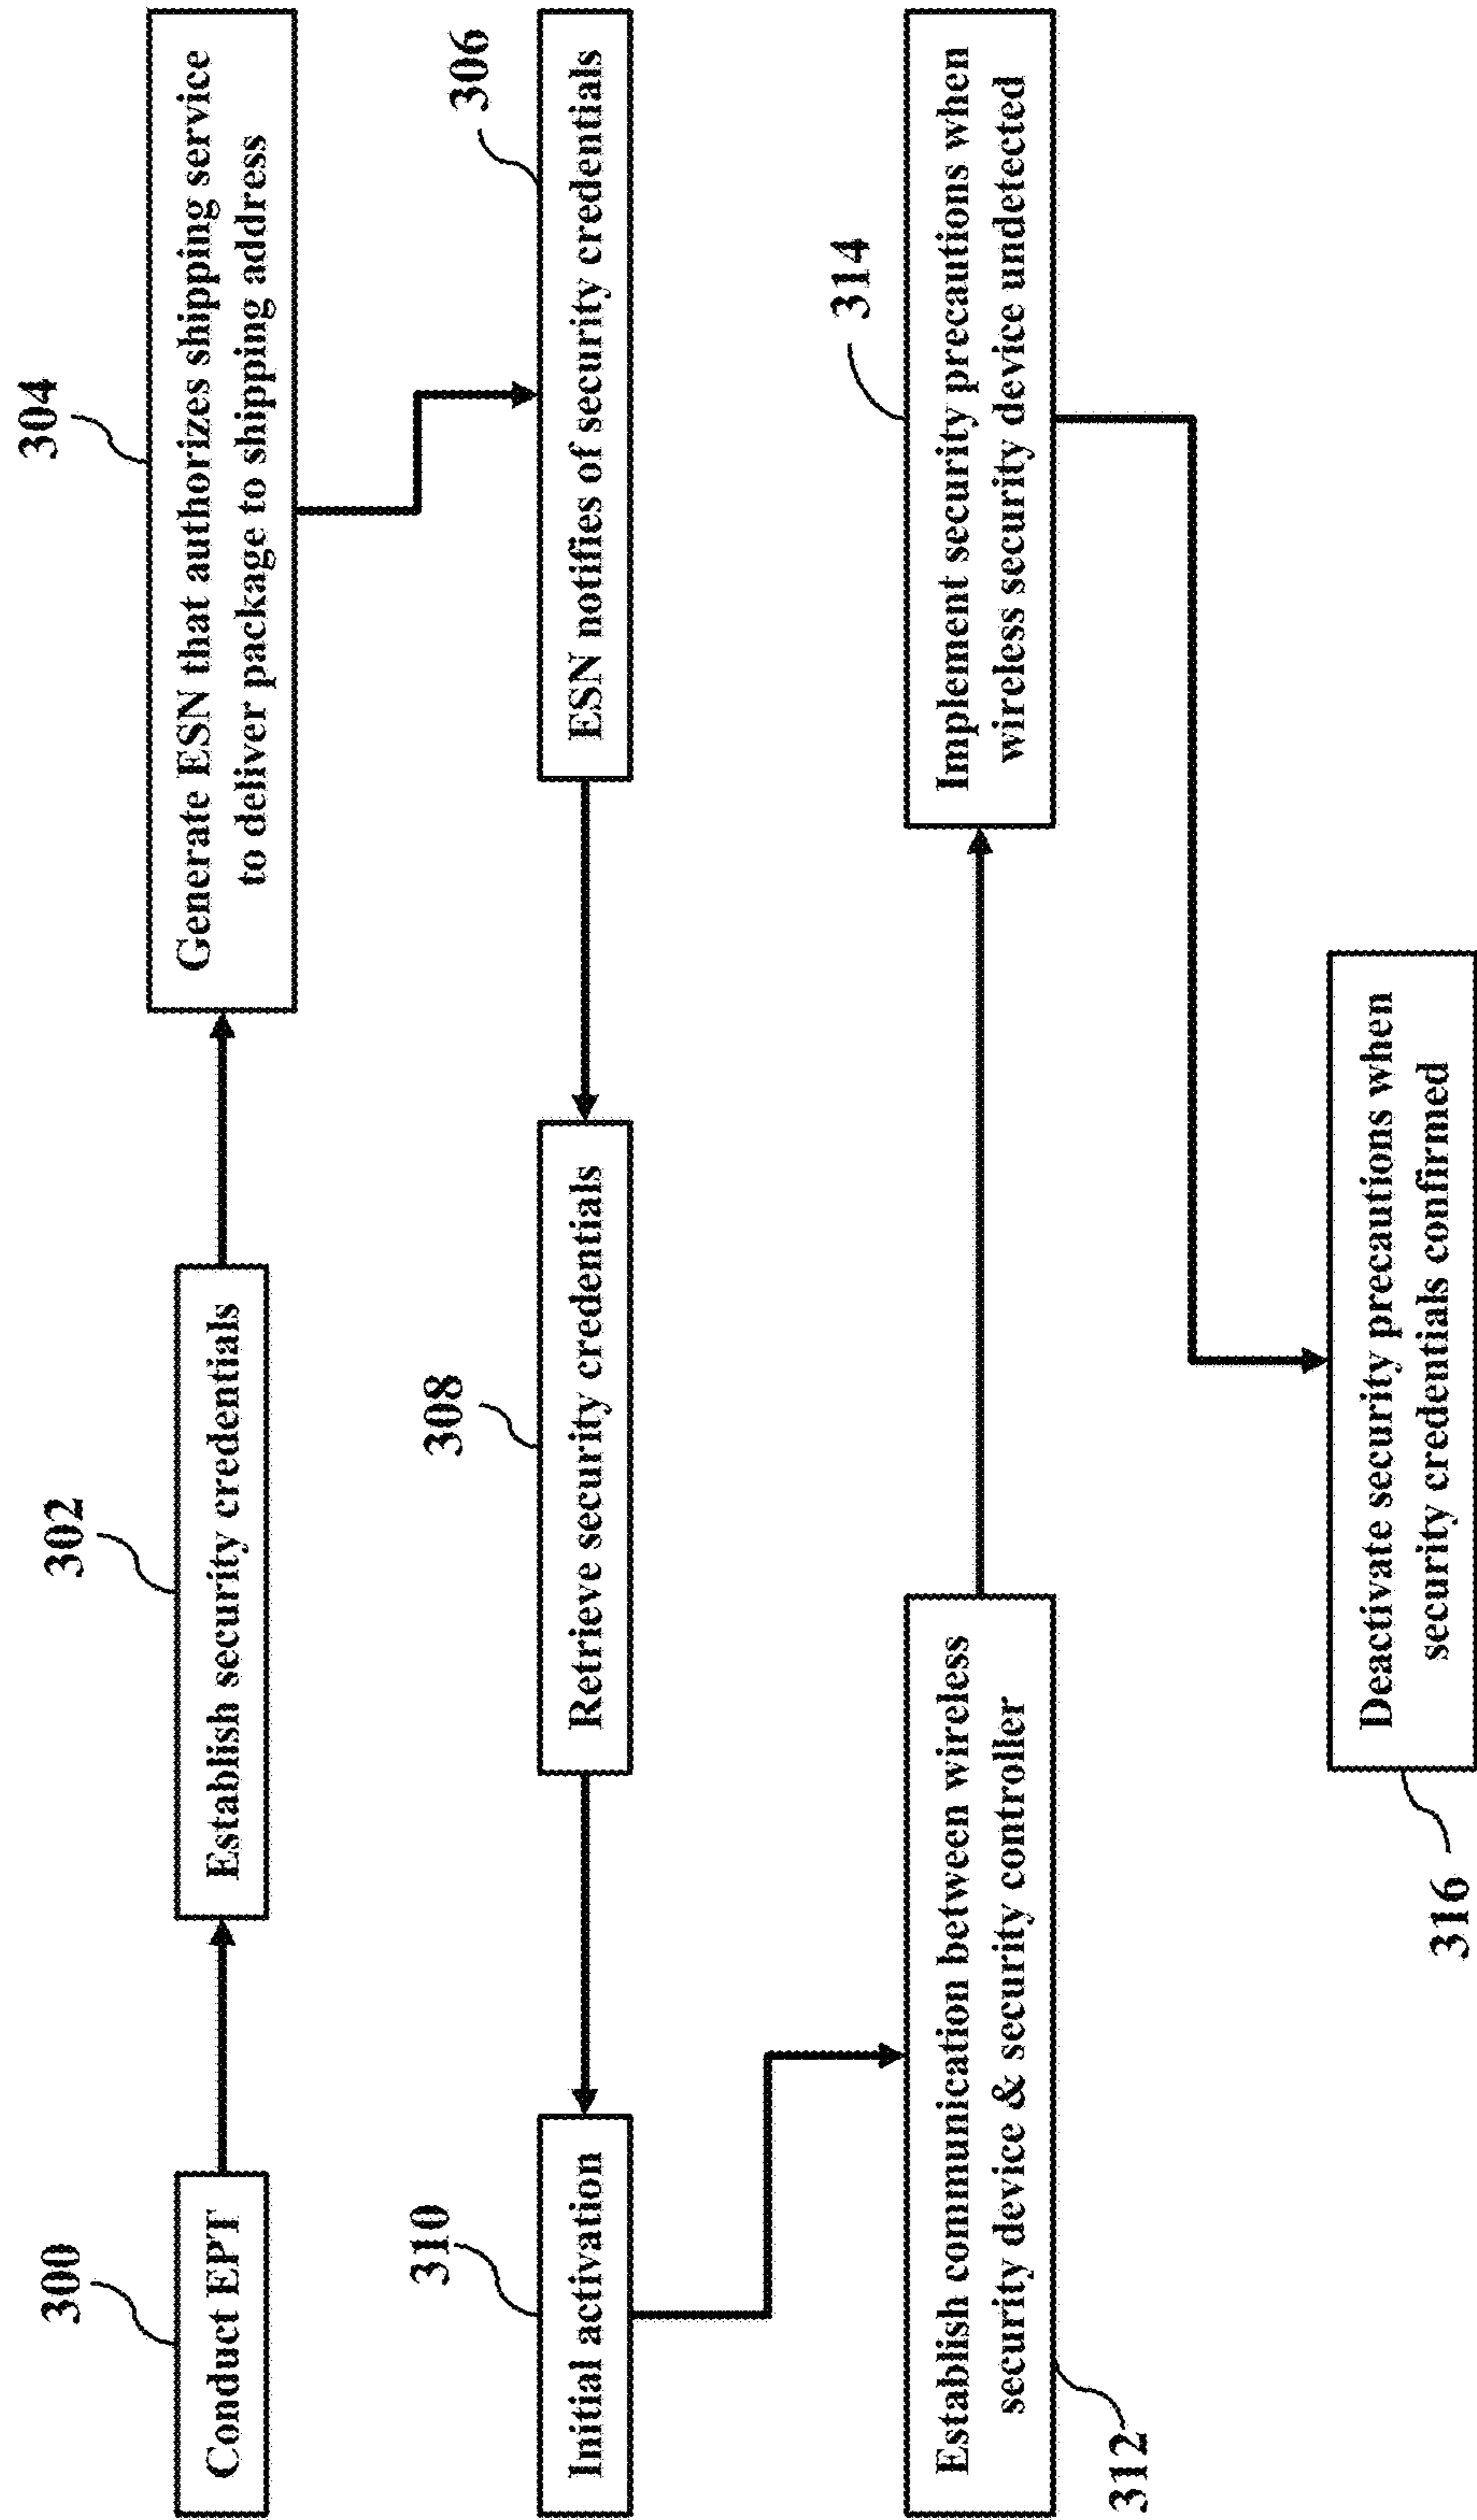 300
Conduct EPT
302
Establish security credentials
304
Generate ESN that authorizes shipping service
to deliver package to shipping address
306
ESN notifies of security credentials
308
Retrieve security credentials
310
Initial activation
312
Establish communication between wireless
security device & security controller
314
Implement security precautions when
wireless security device undetected
316
Deactivate security precautions when
security credentials confirmed